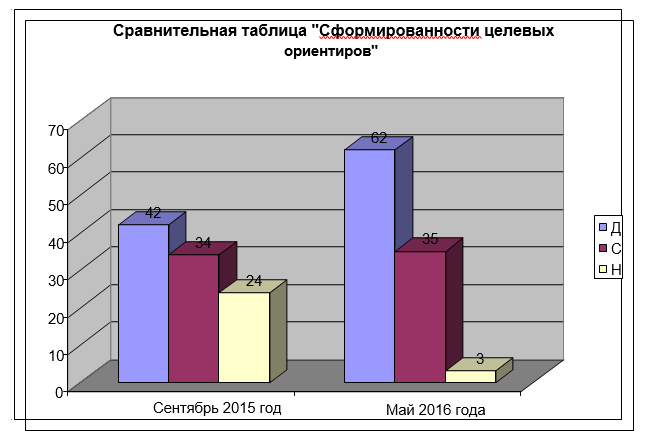 Сравнительная таблица "Сформированности целевых
ориентиров"
70
60
50
40
30
20
10
0
42
34
24
62
35
3
Сентябрь 2015 год
Май 2016 года
Д
С
Н